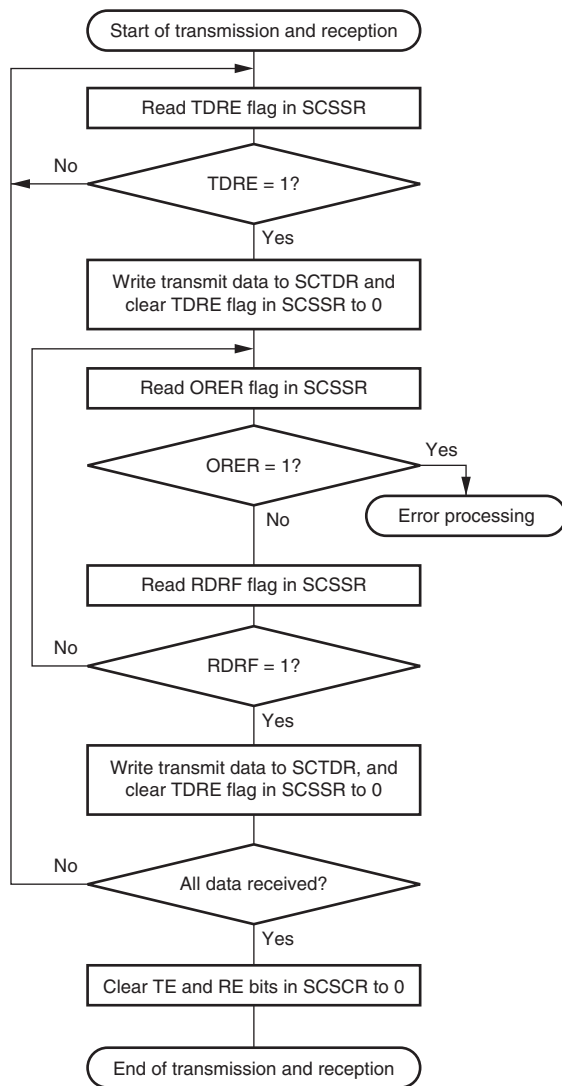 Start of transmission and reception
Read TDRE flag in SCSSR
No
TDRE = 1?
Yes
Write transmit data to SCTDR and
clear TDRE flag in SCSSR to 0
Read ORER flag in SCSSR
ORER = 1?
Yes
Error processing
No
Read RDRF flag in SCSSR
No
RDRF = 1?
Yes
Write transmit data to SCTDR, and
clear TDRE flag in SCSSR to 0
No
All data received?
Yes
Clear TE and RE bits in SCSCR to 0
End of transmission and reception